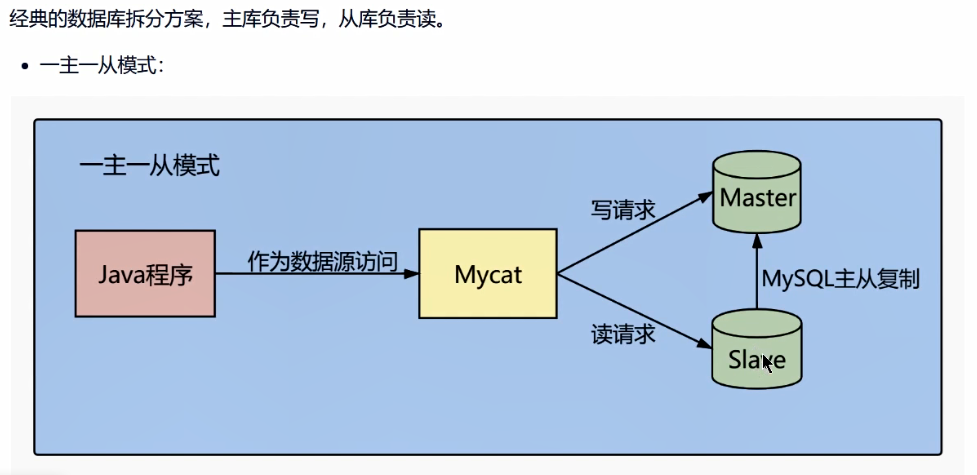 经典的数据库拆分方案，主库负责写，从库负责读。
一主一从模式：
一主一从模式
写请求
Master
作为数据源访问
Java程序
Mycat
MySQL主从复制
读请求
Slave